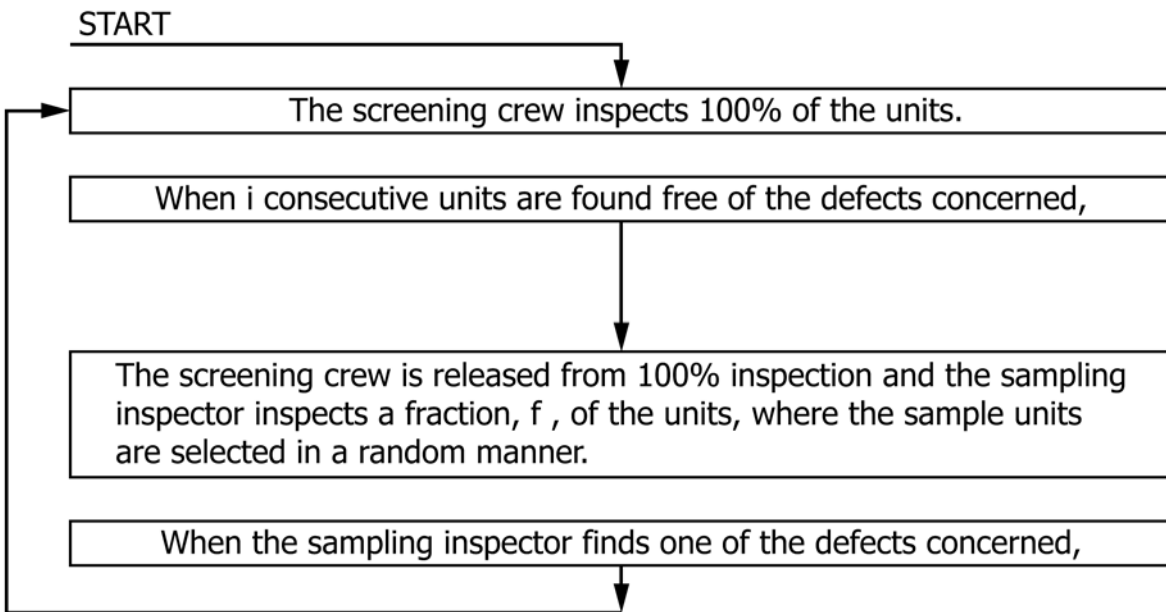 START
The screening crew inspects 100% of the units.
When i consecutive units are found free of the defects concerned,
The screening crew is released from 100% inspection and the sampling
inspector inspects a fraction, f , of the units, where the sample units
are selected in a random manner.
When the sampling inspector finds one of the defects concerned,